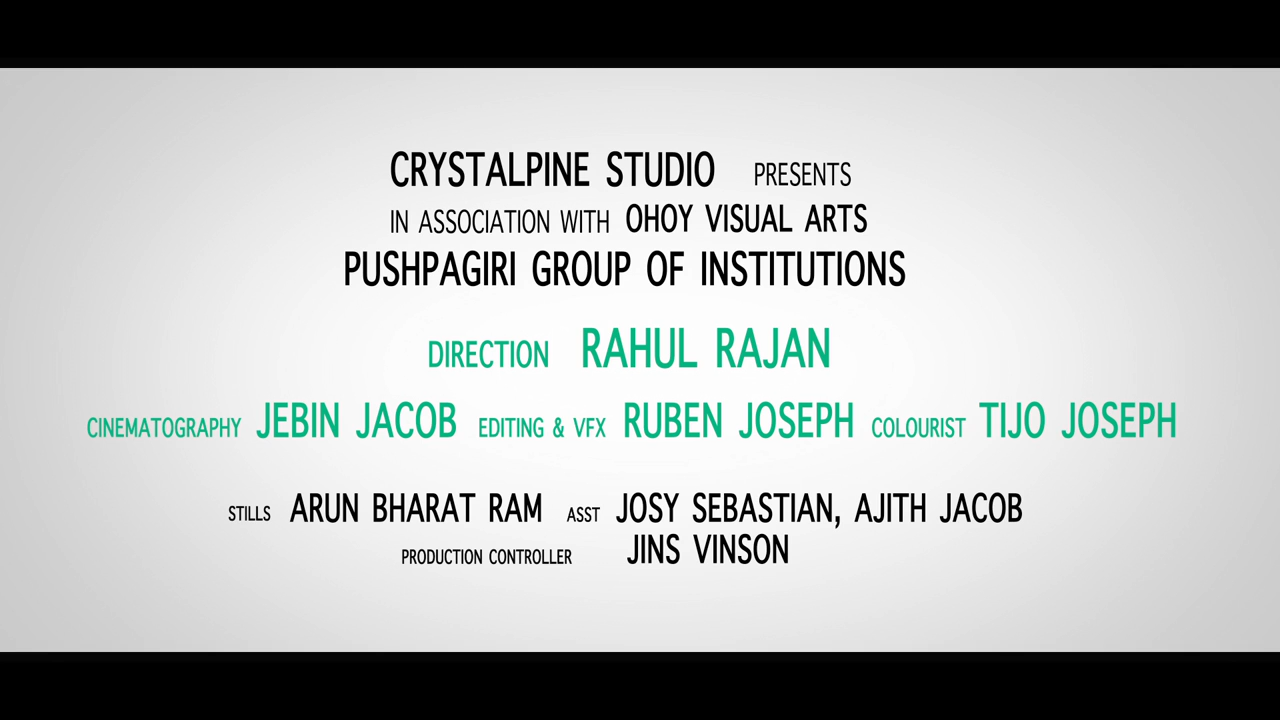 CRYSTALPINE STUDIO PRESENTS
IN ASSOCIATION WITH OHOY VISUAL ARTS
PUSHPAGIRI GROUP OF INSTITUTIONS
DIRECTION RAHUL RAJAN
CINEMATOGRAPHY JEBIN JACOB EDITING & VFX RUBEN JOSEPH COLOURIST TIJO JOSEPH
STILLS ARUN BHARAT RAM ASST JOSY SEBASTIAN, AJITH JACOB
PRODUCTION CONTROLLER JINS VINSON